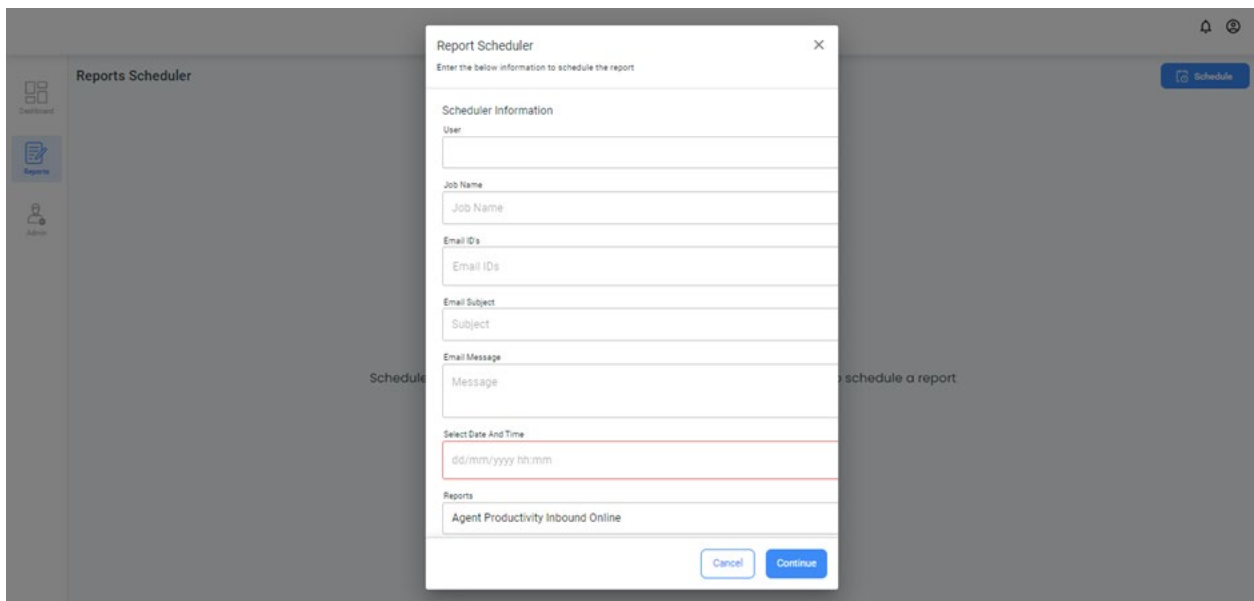 Report Scheduler
Enter the below information to schedule the report
Reports Scheduler
Schedule
Dashboard
Reports
Admin
Scheduler Information
User
Job Name
Job Name
Email ID's
Email IDs
Email Subject
Subject
Email Message
Message
Schedule
schedule a report
Select Date And Time
dd/mm/yyyy hh:mm
Reports
Agent Productivity Inbound Online
Cancel
Continue